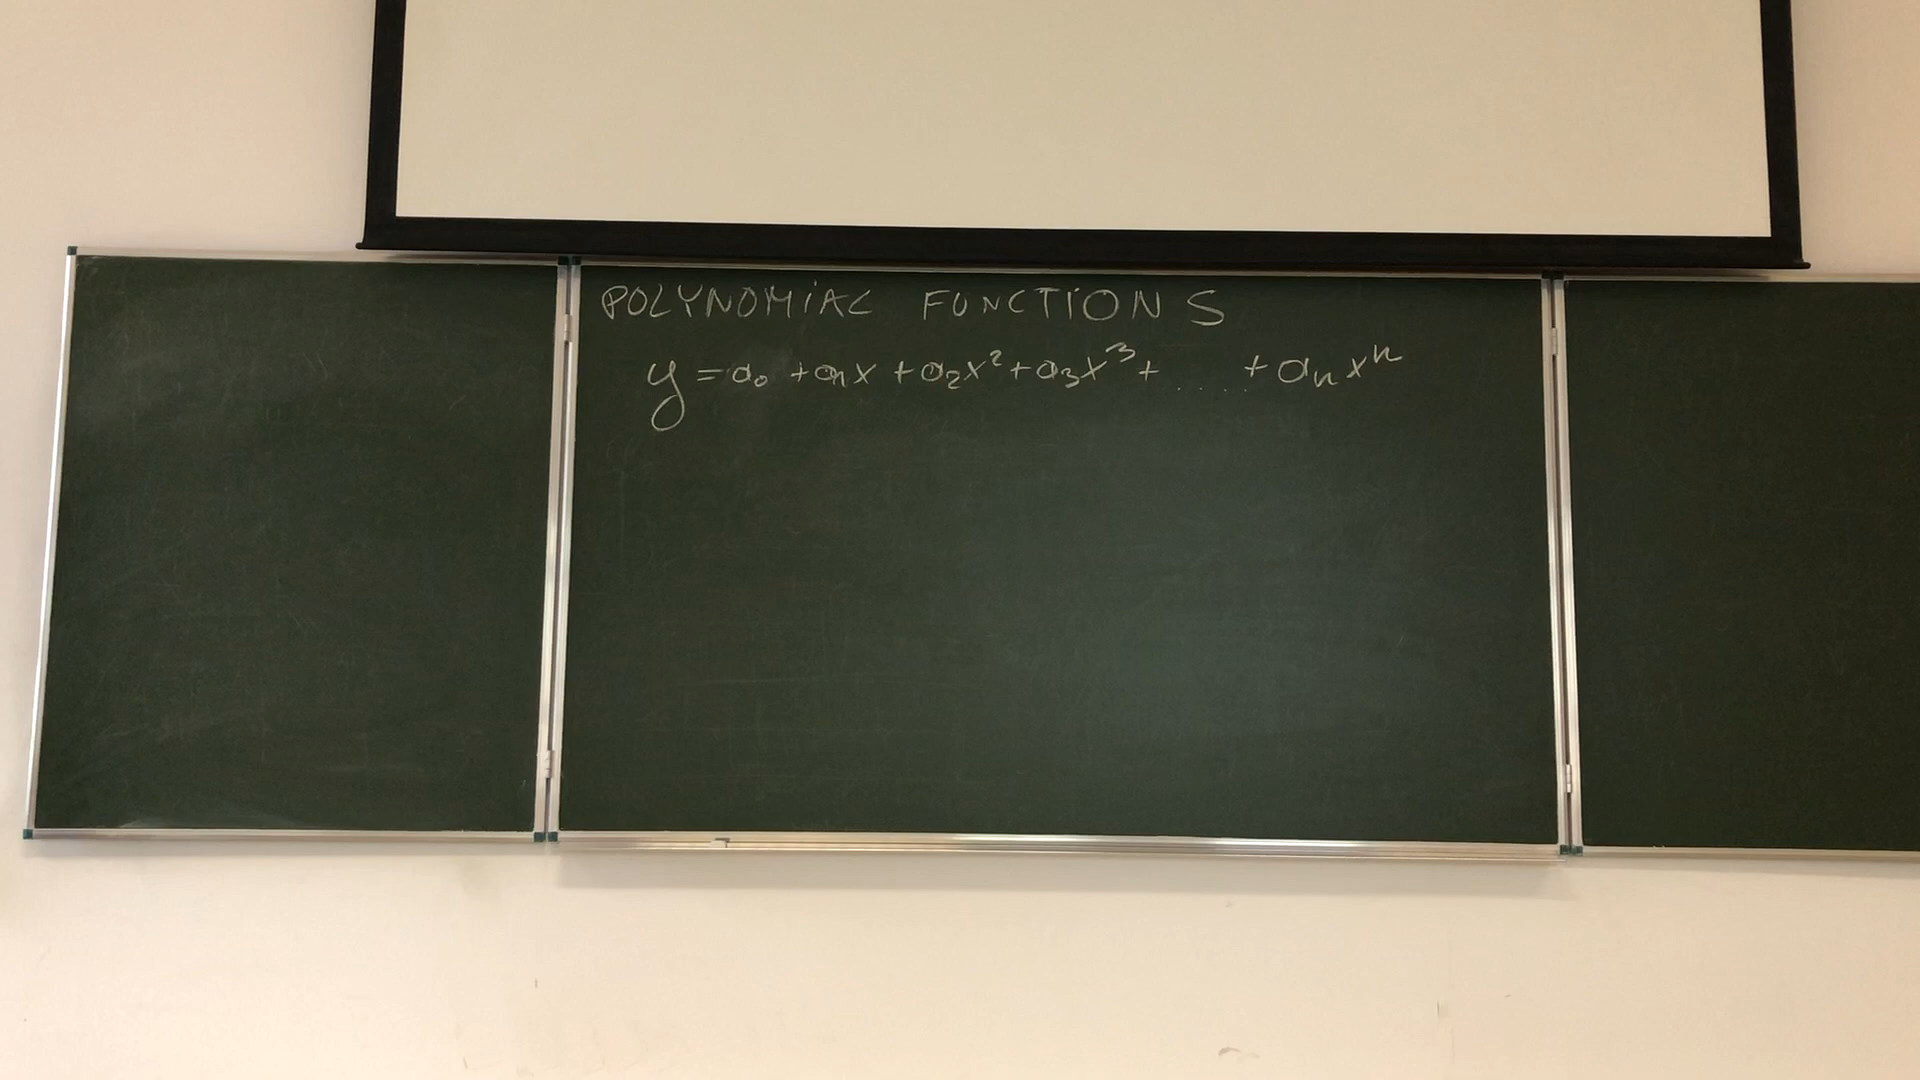 POLYNOMIAL FUNCTIONS
y = a₀ + a₁x + a₂x² + a₃x³ + ..... + aₙxⁿ